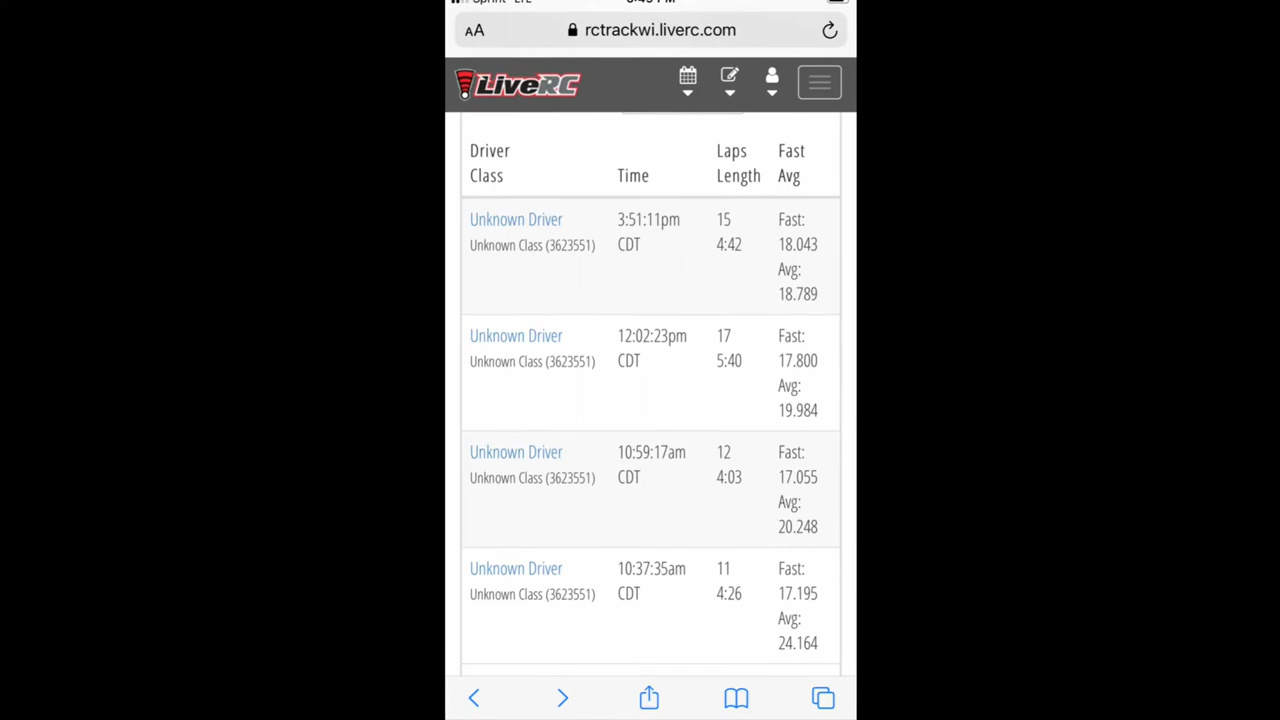 rctrackwi.liverc.com
AA
LiveRC
Driver
Class
Time
Laps
Length
Fast
Avg
Unknown Driver
Unknown Class (3623551)
3:51:11pm
CDT
15
4:42
Fast:
18.043
Avg:
18.789
Unknown Driver
Unknown Class (3623551)
12:02:23pm
CDT
17
5:40
Fast:
17.800
Avg:
19.984
Unknown Driver
Unknown Class (3623551)
10:59:17am
CDT
12
4:03
Fast:
17.055
Avg:
20.248
Unknown Driver
Unknown Class (3623551)
10:37:35am
CDT
11
4:26
Fast:
17.195
Avg:
24.164